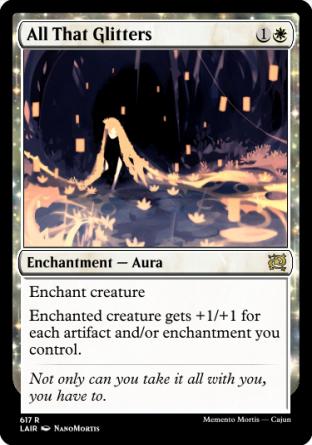 All That Glitters 1
Enchantment — Aura
Enchant creature
Enchanted creature gets +1/+1 for
each artifact and/or enchantment you
control.
Not only can you take it all with you,
you have to.
617 R
Memento Mortis — Cajun
LAIR NanoMortis